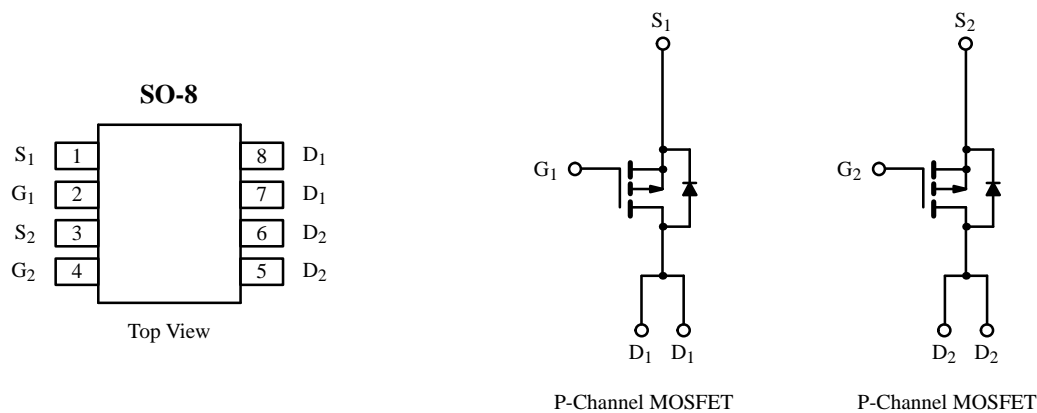 SO-8
S1 1 8 D1
G1 2 7 D1
S2 3 6 D2
G2 4 5 D2
Top View
S1
G1
D1 D1
P-Channel MOSFET
S2
G2
D2 D2
P-Channel MOSFET